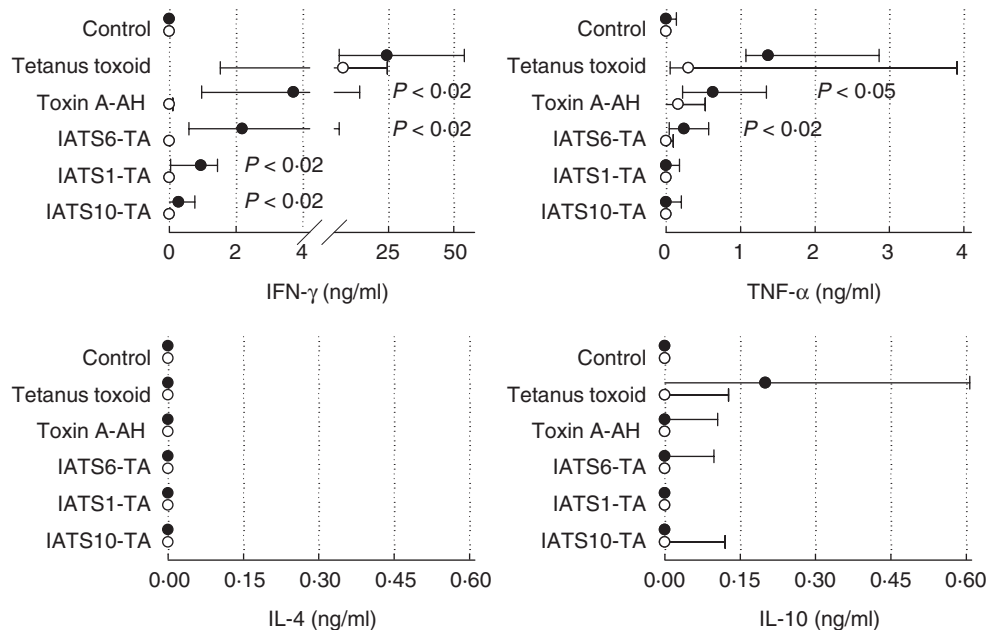 Control
Tetanus toxoid
Toxin A-AH
P < 0·02
IATS6-TA
P < 0·02
IATS1-TA
P < 0·02
IATS10-TA
P < 0·02
0 2 4 25 50
IFN-γ (ng/ml)
Control
Tetanus toxoid
Toxin A-AH
P < 0·05
IATS6-TA
P < 0·02
IATS1-TA
IATS10-TA
0 1 2 3 4
TNF-α (ng/ml)
Control
Tetanus toxoid
Toxin A-AH
IATS6-TA
IATS1-TA
IATS10-TA
0·00 0·15 0·30 0·45 0·60
IL-4 (ng/ml)
Control
Tetanus toxoid
Toxin A-AH
IATS6-TA
IATS1-TA
IATS10-TA
0·00 0·15 0·30 0·45 0·60
IL-10 (ng/ml)